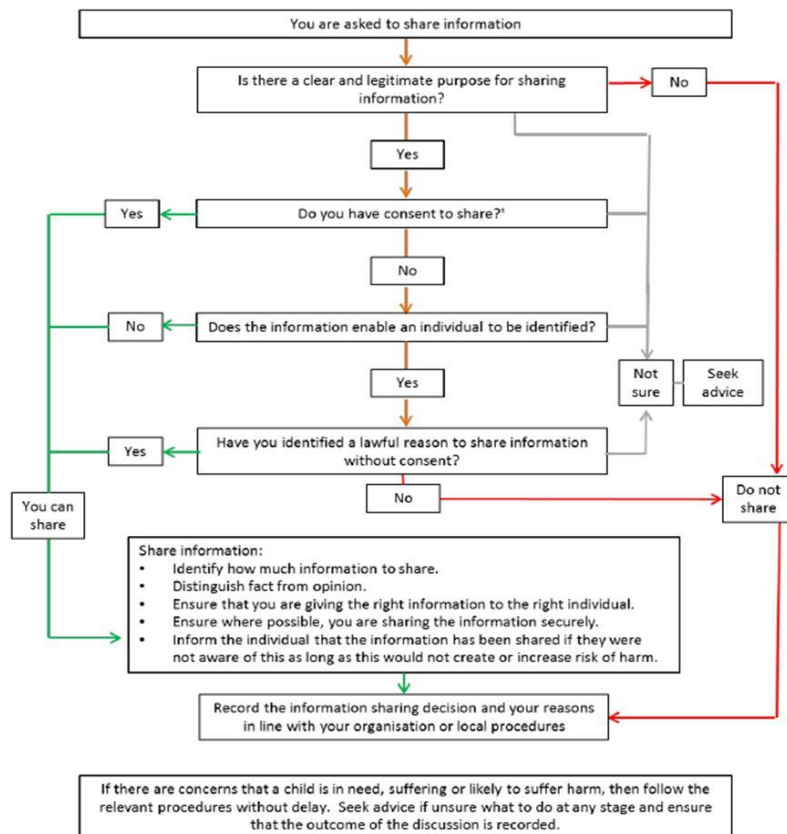 You are asked to share information
Is there a clear and legitimate purpose for sharing
information?
No
Yes
Yes
Do you have consent to share?¹
No
No
Does the information enable an individual to be identified?
Yes
Not
sure
Seek
advice
Yes
Have you identified a lawful reason to share information
without consent?
No
You can
share
Do not
share
Share information:
• Identify how much information to share.
• Distinguish fact from opinion.
• Ensure that you are giving the right information to the right individual.
• Ensure where possible, you are sharing the information securely.
• Inform the individual that the information has been shared if they were
not aware of this as long as this would not create or increase risk of harm.
Record the information sharing decision and your reasons
in line with your organisation or local procedures
If there are concerns that a child is in need, suffering or likely to suffer harm, then follow the
relevant procedures without delay.  Seek advice if unsure what to do at any stage and ensure
that the outcome of the discussion is recorded.